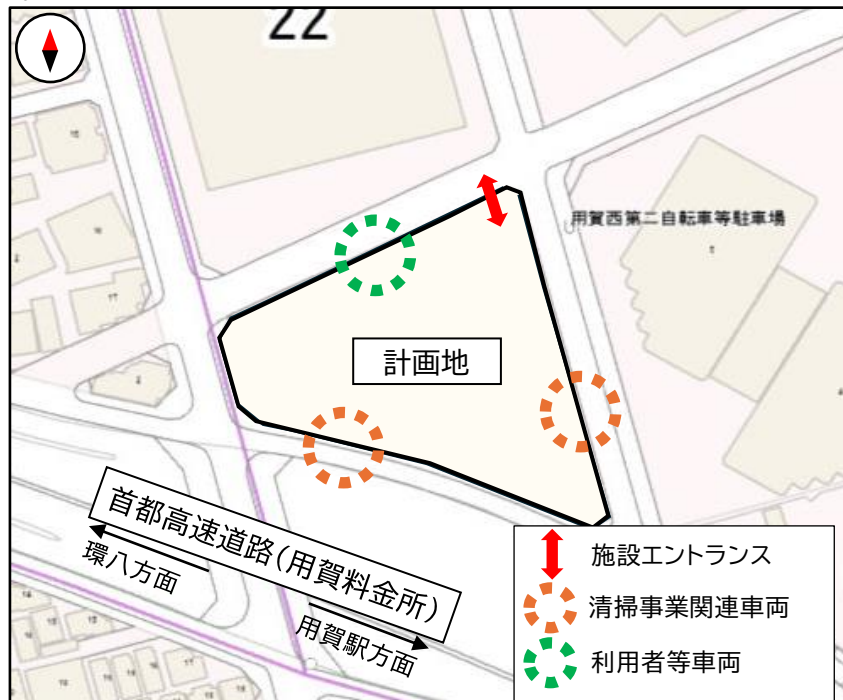 22
用賀西第二自転車等駐車場
計画地
首都高速道路(用賀料金所)
環八方面
用賀駅方面
施設エントランス
清掃事業関連車両
利用者等車両